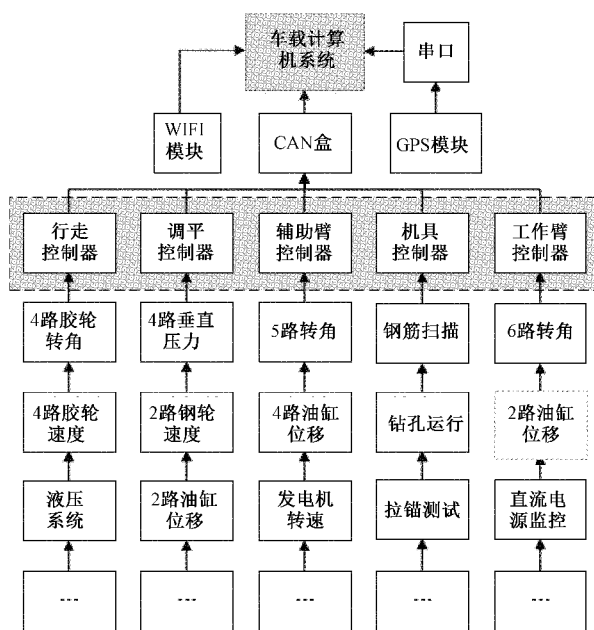 车载计算
机系统
串口
WIFI
模块
CAN盒
GPS模块
行走
控制器
调平
控制器
辅助臂
控制器
机具
控制器
工作臂
控制器
4路胶轮
转角
4路垂直
压力
5路转角
钢筋扫描
6路转角
4路胶轮
速度
2路钢轮
速度
4路油缸
位移
钻孔运行
2路油缸
位移
液压
系统
2路油缸
位移
发电机
转速
拉锚测试
直流电
源监控
---
---
---
---
---